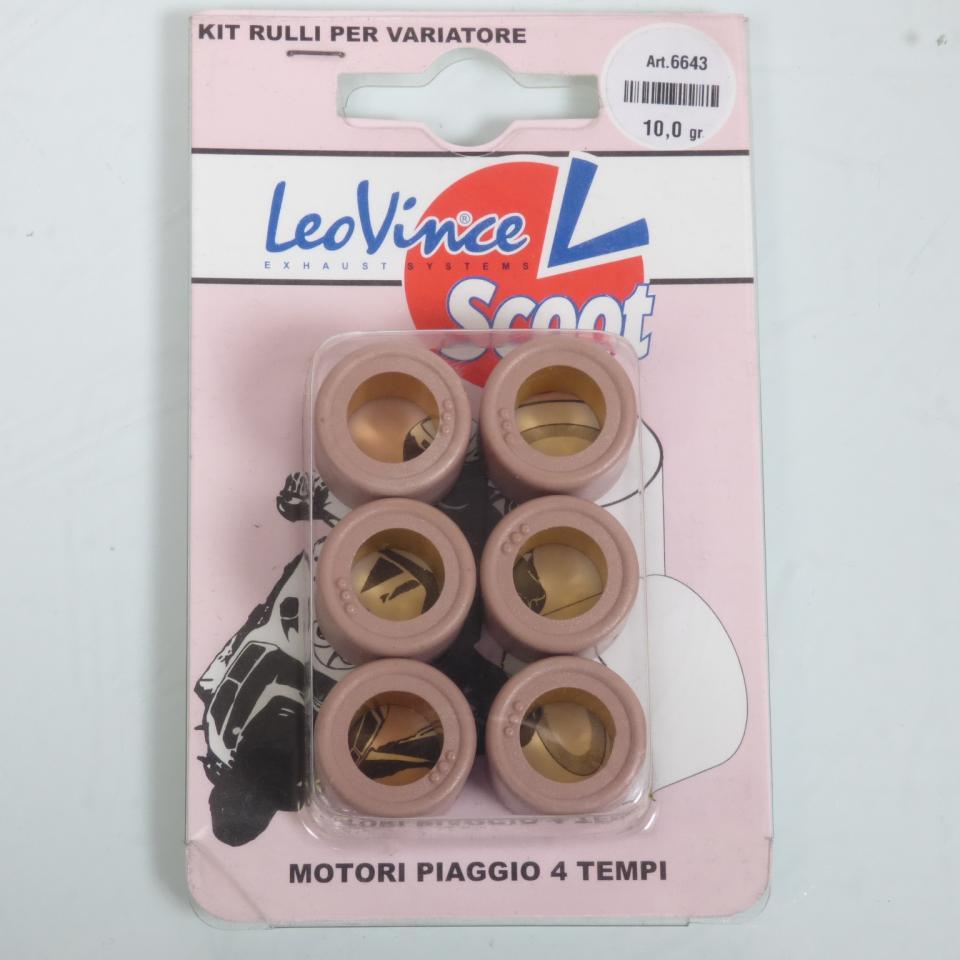 KIT RULLI PER VARIATORE
Art.6643
10,0 gr.
LeoVince®
EXHAUST SYSTEMS
Scoot
MOTORI PIAGGIO 4 TEMPI